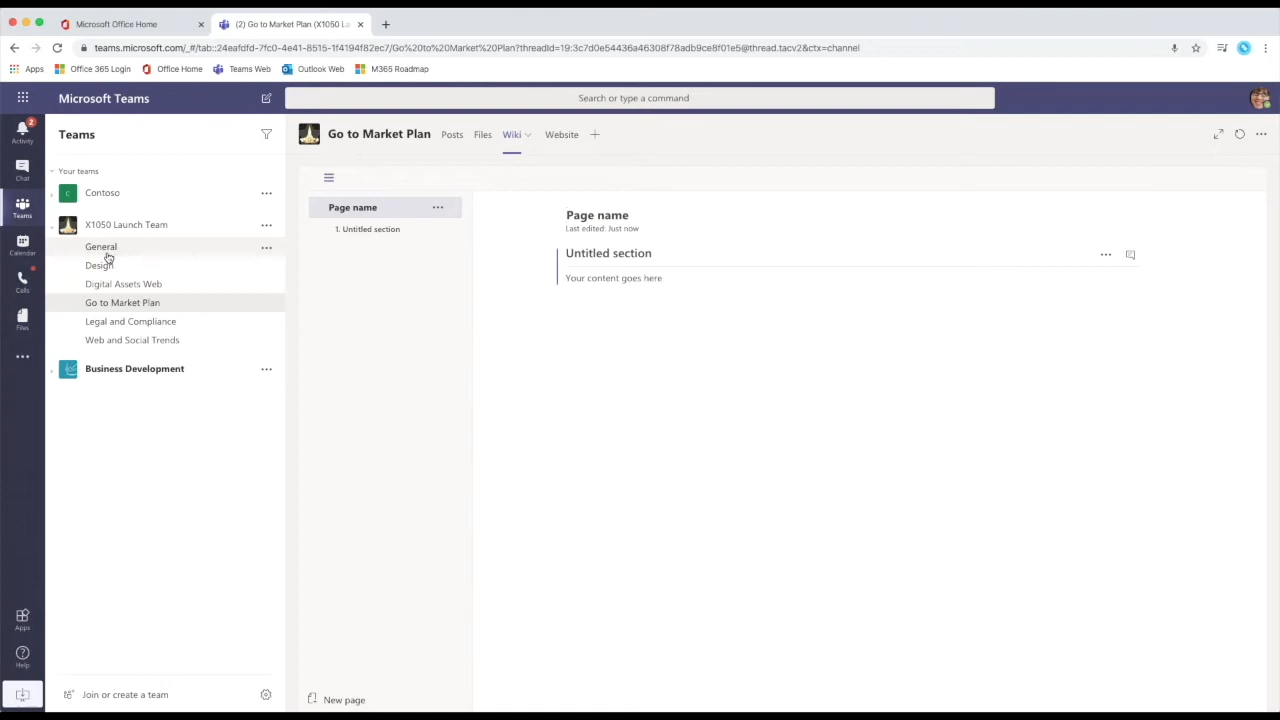 Microsoft Office Home
(2) Go to Market Plan (X1050 La
teams.microsoft.com/_#/tab::24eafdfd-7fc0-4e41-8515-1f4194f82ec7/Go%20to%20Market%20Plan?threadId=19:3c7d0e54436a46308f78adb9ce8f01e5@thread.tacv2&ctx=channel
Apps Office 365 Login Office Home Teams Web Outlook Web M365 Roadmap
Microsoft Teams
Search or type a command
2
Activity
Chat
Teams
Calendar
Calls
Files
Apps
Help
Teams
Your teams
C Contoso
X1050 Launch Team
General
Design
Digital Assets Web
Go to Market Plan
Legal and Compliance
Web and Social Trends
Business Development
Join or create a team
Go to Market Plan Posts Files Wiki Website
Page name
1. Untitled section
New page
Page name
Last edited: Just now
Untitled section
Your content goes here